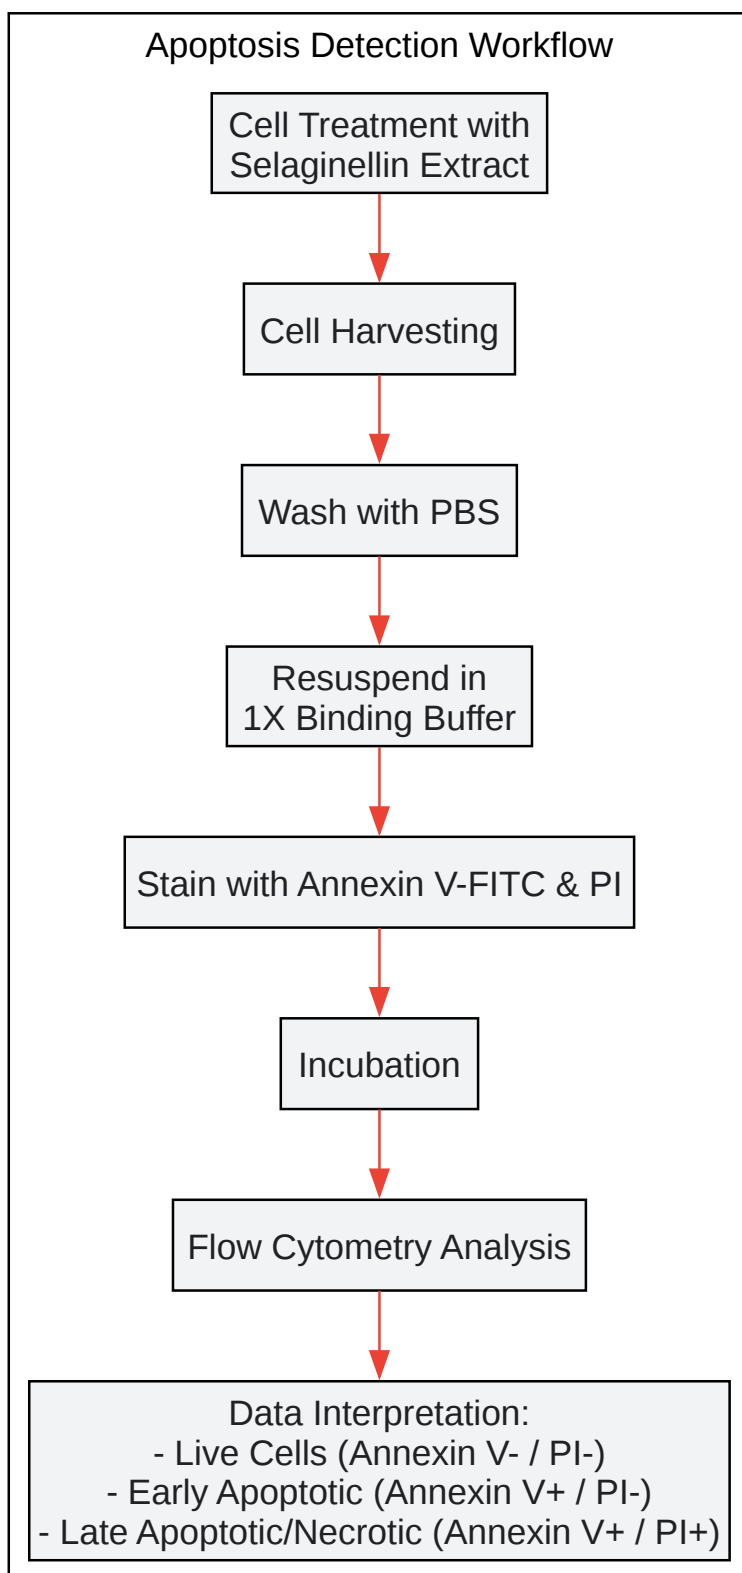 Apoptosis Detection Workflow
Cell Treatment with
Selaginellin Extract
Cell Harvesting
Wash with PBS
Resuspend in
1X Binding Buffer
Stain with Annexin V-FITC & PI
Incubation
Flow Cytometry Analysis
Data Interpretation:
- Live Cells (Annexin V- / PI-)
- Early Apoptotic (Annexin V+ / PI-)
- Late Apoptotic/Necrotic (Annexin V+ / PI+)